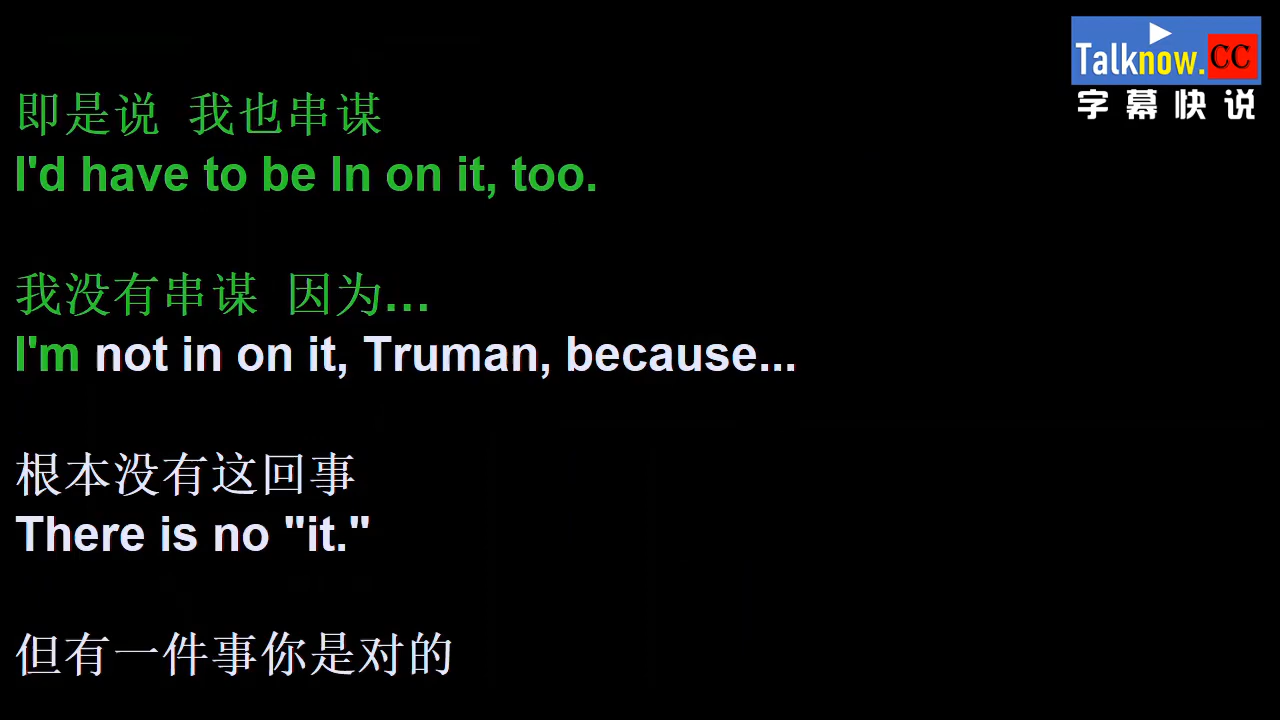 Talknow.CC
字幕快说
即是说 我也串谋
I'd have to be In on it, too.
我没有串谋 因为...
I'm not in on it, Truman, because...
根本没有这回事
There is no "it."
但有一件事你是对的